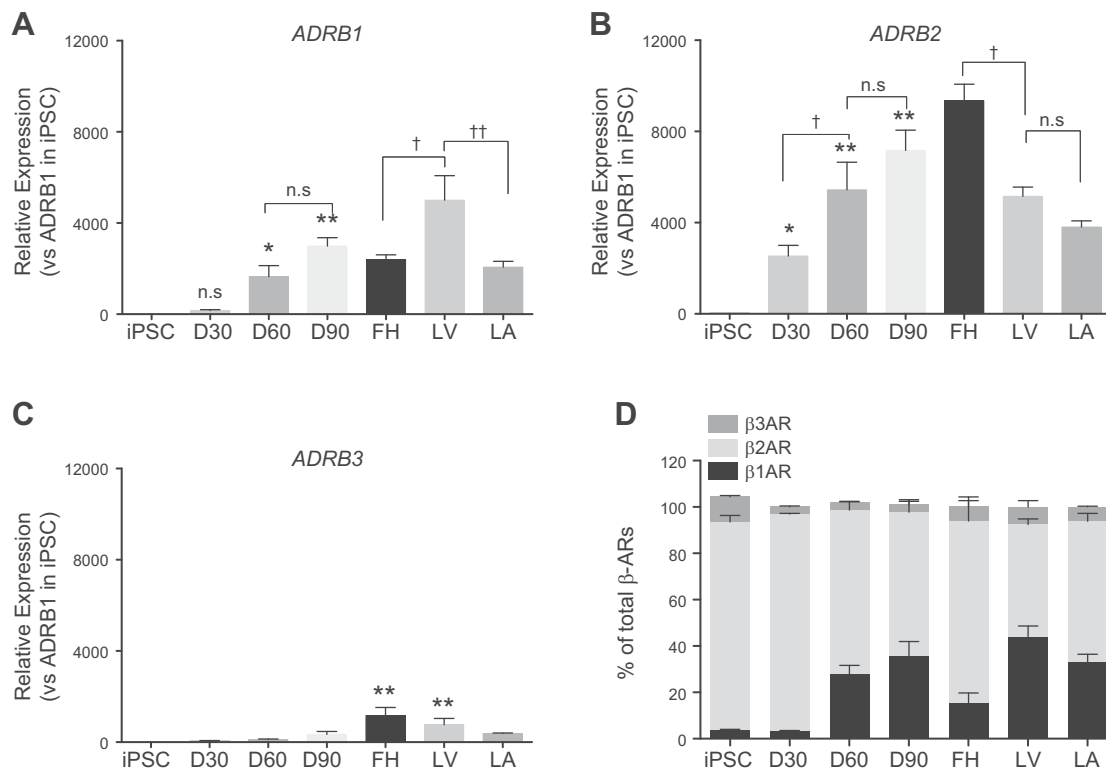 A
ADRB1
Relative Expression
(vs ADRB1 in iPSC)
12000
8000
4000
0
n.s
*
n.s
**
†
††
iPSC D30 D60 D90 FH LV LA
B
ADRB2
Relative Expression
(vs ADRB1 in iPSC)
12000
8000
4000
0
*
†
**
n.s
**
†
n.s
iPSC D30 D60 D90 FH LV LA
C
ADRB3
Relative Expression
(vs ADRB1 in iPSC)
12000
8000
4000
0
**
**
iPSC D30 D60 D90 FH LV LA
D
β3AR
β2AR
β1AR
% of total β-ARs
120
100
80
60
40
20
0
iPSC D30 D60 D90 FH LV LA